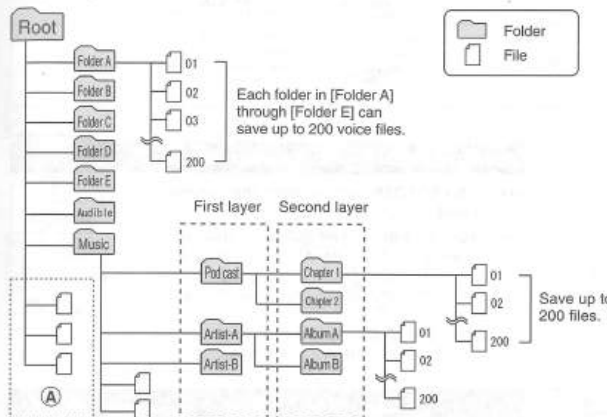 Root
Folder
File
Folder A
01
02
03
200
Each folder in [Folder A]
through [Folder E] can
save up to 200 voice files.
Folder B
Folder C
Folder D
Folder E
Audible
Music
First layer
Second layer
Pod cast
Chapter 1
Chapter 2
01
02
200
Save up to
200 files.
Artist-A
Album A
01
Artist-B
Album B
02
200
A